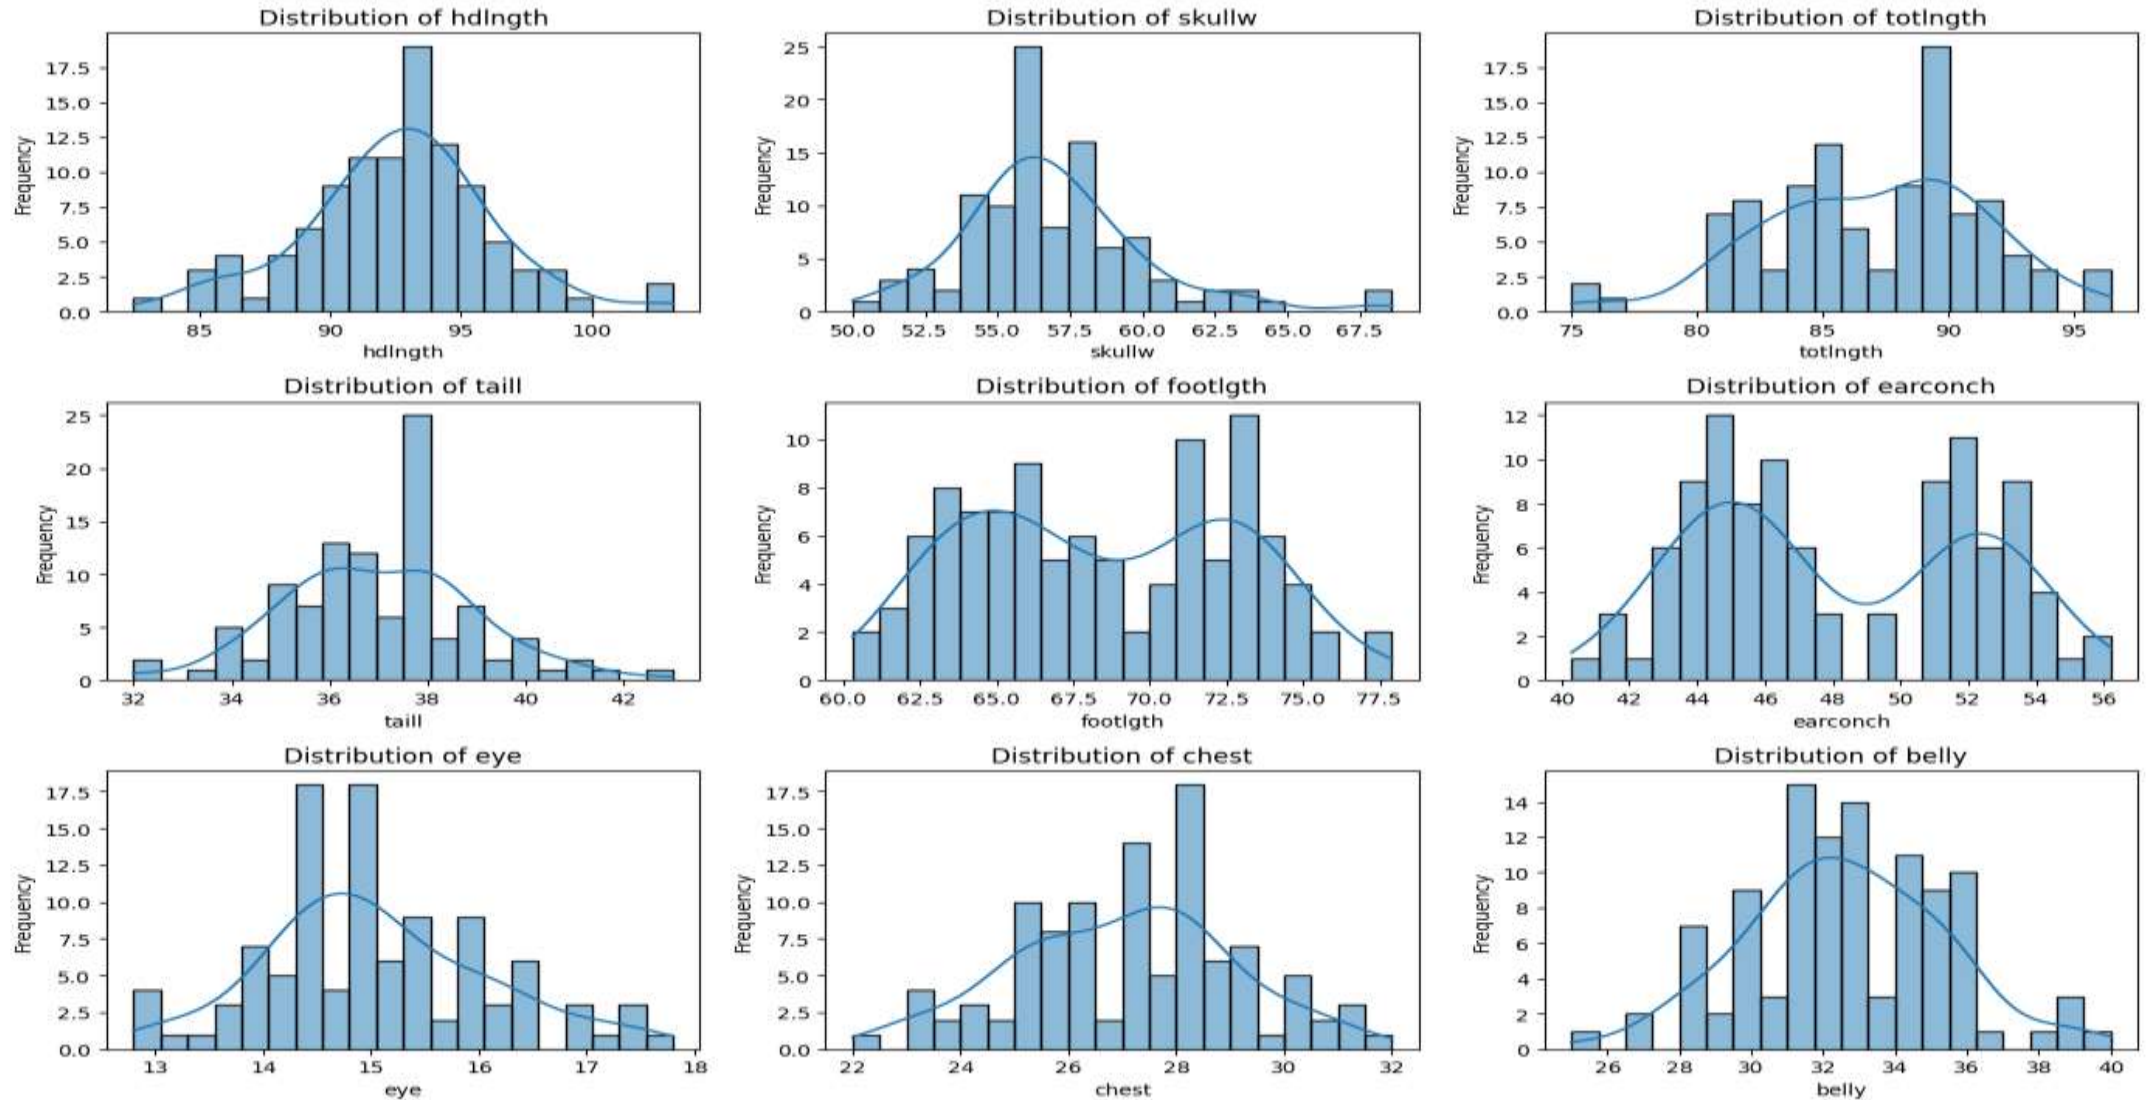 Distribution of hdlngth
Frequency
17.5
15.0
12.5
10.0
7.5
5.0
2.5
0.0
85 90 95 100
hdlngth
Distribution of skullw
Frequency
25
20
15
10
5
0
50.0 52.5 55.0 57.5 60.0 62.5 65.0 67.5
skullw
Distribution of totlngth
Frequency
17.5
15.0
12.5
10.0
7.5
5.0
2.5
0.0
75 80 85 90 95
totlngth
Distribution of taill
Frequency
25
20
15
10
5
0
32 34 36 38 40 42
taill
Distribution of footlgth
Frequency
10
8
6
4
2
0
60.0 62.5 65.0 67.5 70.0 72.5 75.0 77.5
footlgth
Distribution of earconch
Frequency
12
10
8
6
4
2
0
40 42 44 46 48 50 52 54 56
earconch
Distribution of eye
Frequency
17.5
15.0
12.5
10.0
7.5
5.0
2.5
0.0
13 14 15 16 17 18
eye
Distribution of chest
Frequency
17.5
15.0
12.5
10.0
7.5
5.0
2.5
0.0
22 24 26 28 30 32
chest
Distribution of belly
Frequency
14
12
10
8
6
4
2
0
26 28 30 32 34 36 38 40
belly